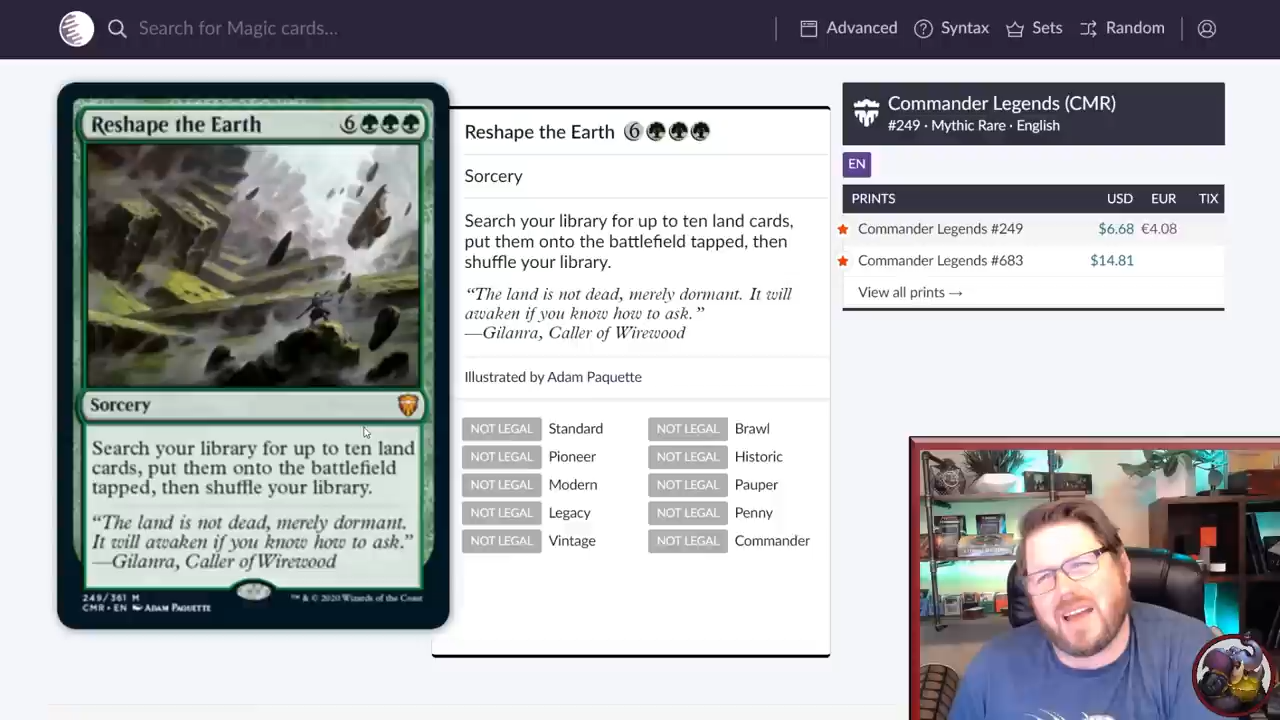 Search for Magic cards...
Advanced
Syntax
Sets
Random
Reshape the Earth 6
Sorcery
Search your library for up to ten land
cards, put them onto the battlefield
tapped, then shuffle your library.
“The land is not dead, merely dormant.
It will awaken if you know how to ask.”
—Gilanra, Caller of Wirewood
249/361 M
CMR • EN Adam Paquette
™ & © 2020 Wizards of the Coast
Reshape the Earth 6
Sorcery
Search your library for up to ten land cards,
put them onto the battlefield tapped, then
shuffle your library.
“The land is not dead, merely dormant. It will
awaken if you know how to ask.”
—Gilanra, Caller of Wirewood
Illustrated by Adam Paquette
NOT LEGAL Standard NOT LEGAL Brawl
NOT LEGAL Pioneer NOT LEGAL Historic
NOT LEGAL Modern NOT LEGAL Pauper
NOT LEGAL Legacy NOT LEGAL Penny
NOT LEGAL Vintage NOT LEGAL Commander
Commander Legends (CMR)
#249 · Mythic Rare · English
EN
PRINTS USD EUR TIX
Commander Legends #249 $6.68 €4.08
Commander Legends #683 $14.81
View all prints →